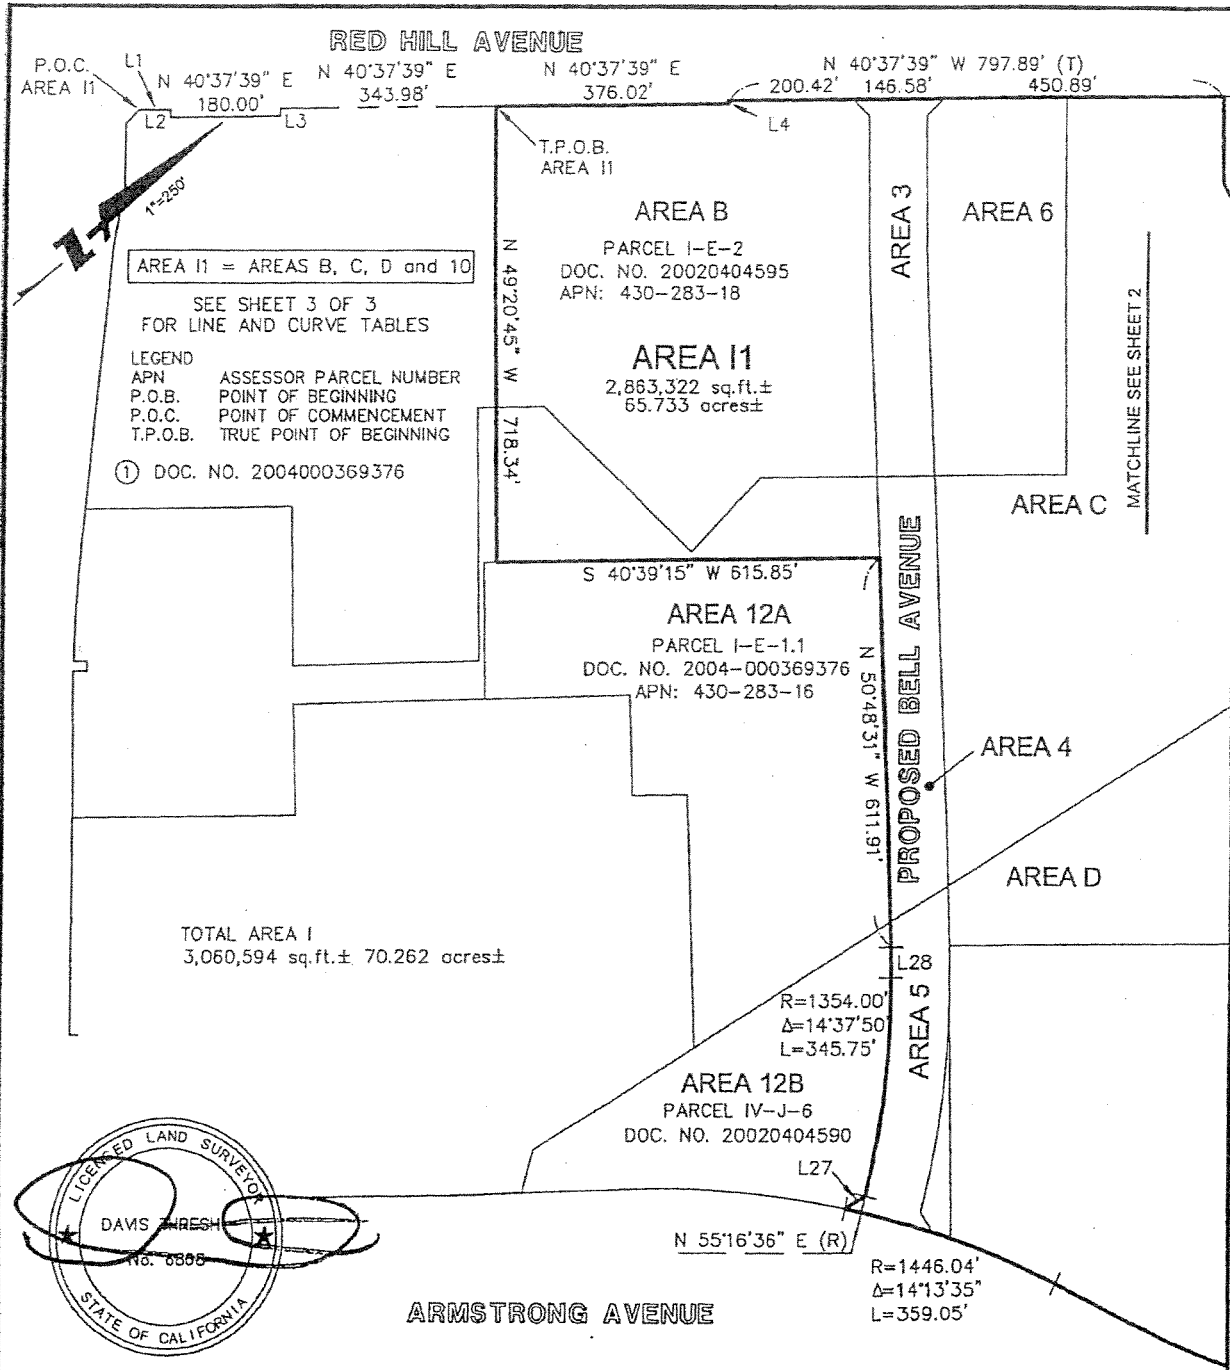 RED HILL AVENUE
P.O.C.
AREA I1
L1
N 40°37'39" E
180.00'
N 40°37'39" E
343.98'
N 40°37'39" E
376.02'
N 40°37'39" W 797.89' (T)
200.42'
146.58'
450.89'
L2
L3
L4
T.P.O.B.
AREA I1
1"=250'
AREA B
PARCEL I-E-2
DOC. NO. 20020404595
APN: 430-283-18
AREA 3
AREA 6
AREA I1 = AREAS B, C, D and 10
SEE SHEET 3 OF 3
FOR LINE AND CURVE TABLES
LEGEND
APN ASSESSOR PARCEL NUMBER
P.O.B. POINT OF BEGINNING
P.O.C. POINT OF COMMENCEMENT
T.P.O.B. TRUE POINT OF BEGINNING
① DOC. NO. 2004000369376
N 49°20'45" W 718.34'
AREA I1
2,863,322 sq.ft.±
65.733 acres±
MATCHLINE SEE SHEET 2
AREA C
S 40°39'15" W 615.85'
AREA 12A
PARCEL I-E-1.1
DOC. NO. 2004-000369376
APN: 430-283-16
N 50°48'31" W 611.91'
PROPOSED BELL AVENUE
AREA 4
AREA D
TOTAL AREA I
3,060,594 sq.ft.± 70.262 acres±
L28
R=1354.00'
Δ=14°37'50"
L=345.75'
AREA 5
AREA 12B
PARCEL IV-J-6
DOC. NO. 20020404590
L27
N 55°16'36" E (R)
R=1446.04'
Δ=14°13'35"
L=359.05'
ARMSTRONG AVENUE
LICENSED LAND SURVEYOR
DAVIS THRESH
No. 6868
STATE OF CALIFORNIA